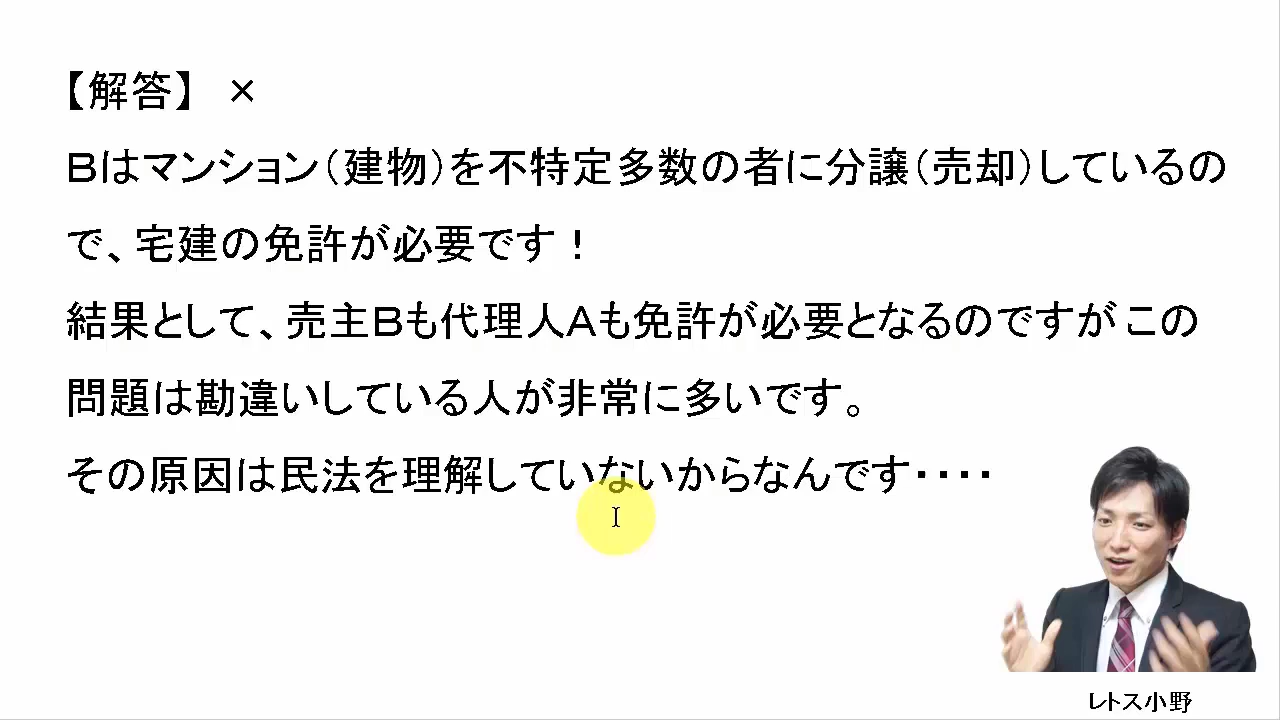 【解答】　×
Ｂはマンション（建物）を不特定多数の者に分譲（売却）しているの
で、宅建の免許が必要です！
結果として、売主Ｂも代理人Ａも免許が必要となるのですがこの
問題は勘違いしている人が非常に多いです。
その原因は民法を理解していないからなんです・・・・
レトス小野